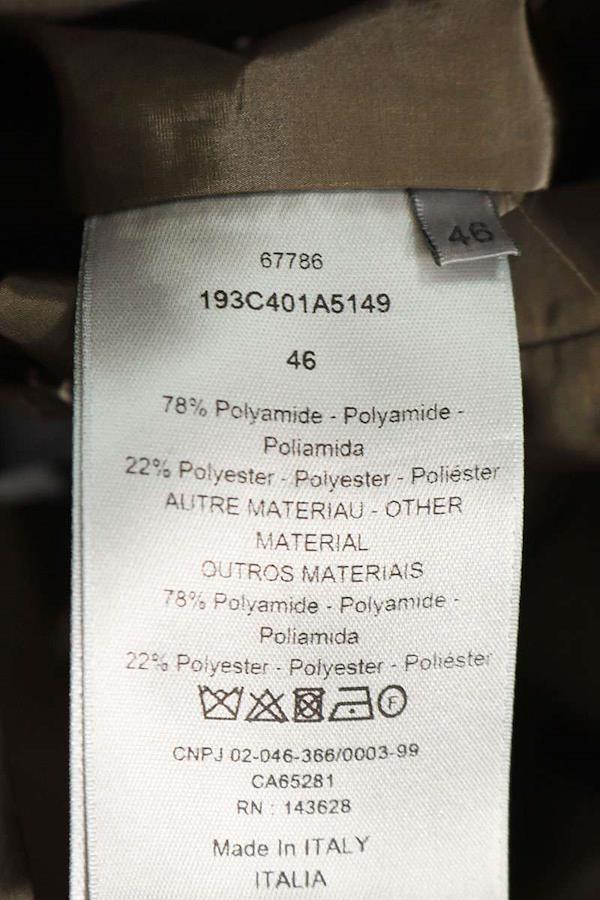 46
67786
193C401A5149
46
78% Polyamide - Polyamide -
Poliamida
22% Polyester - Polyester - Poliéster
AUTRE MATERIAU - OTHER
MATERIAL
OUTROS MATERIAIS
78% Polyamide - Polyamide -
Poliamida
22% Polyester - Polyester - Poliéster
F
CNPJ 02-046-366/0003-99
CA65281
RN : 143628
Made In ITALY
ITALIA